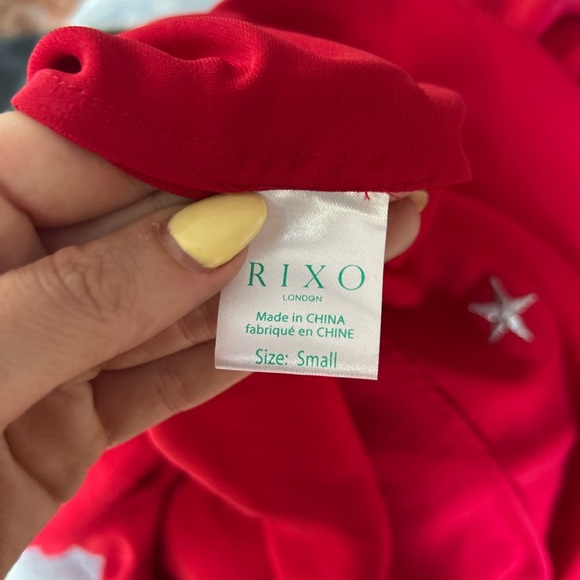 RIXO
LONDON
Made in CHINA
fabriqué en CHINE
Size: Small